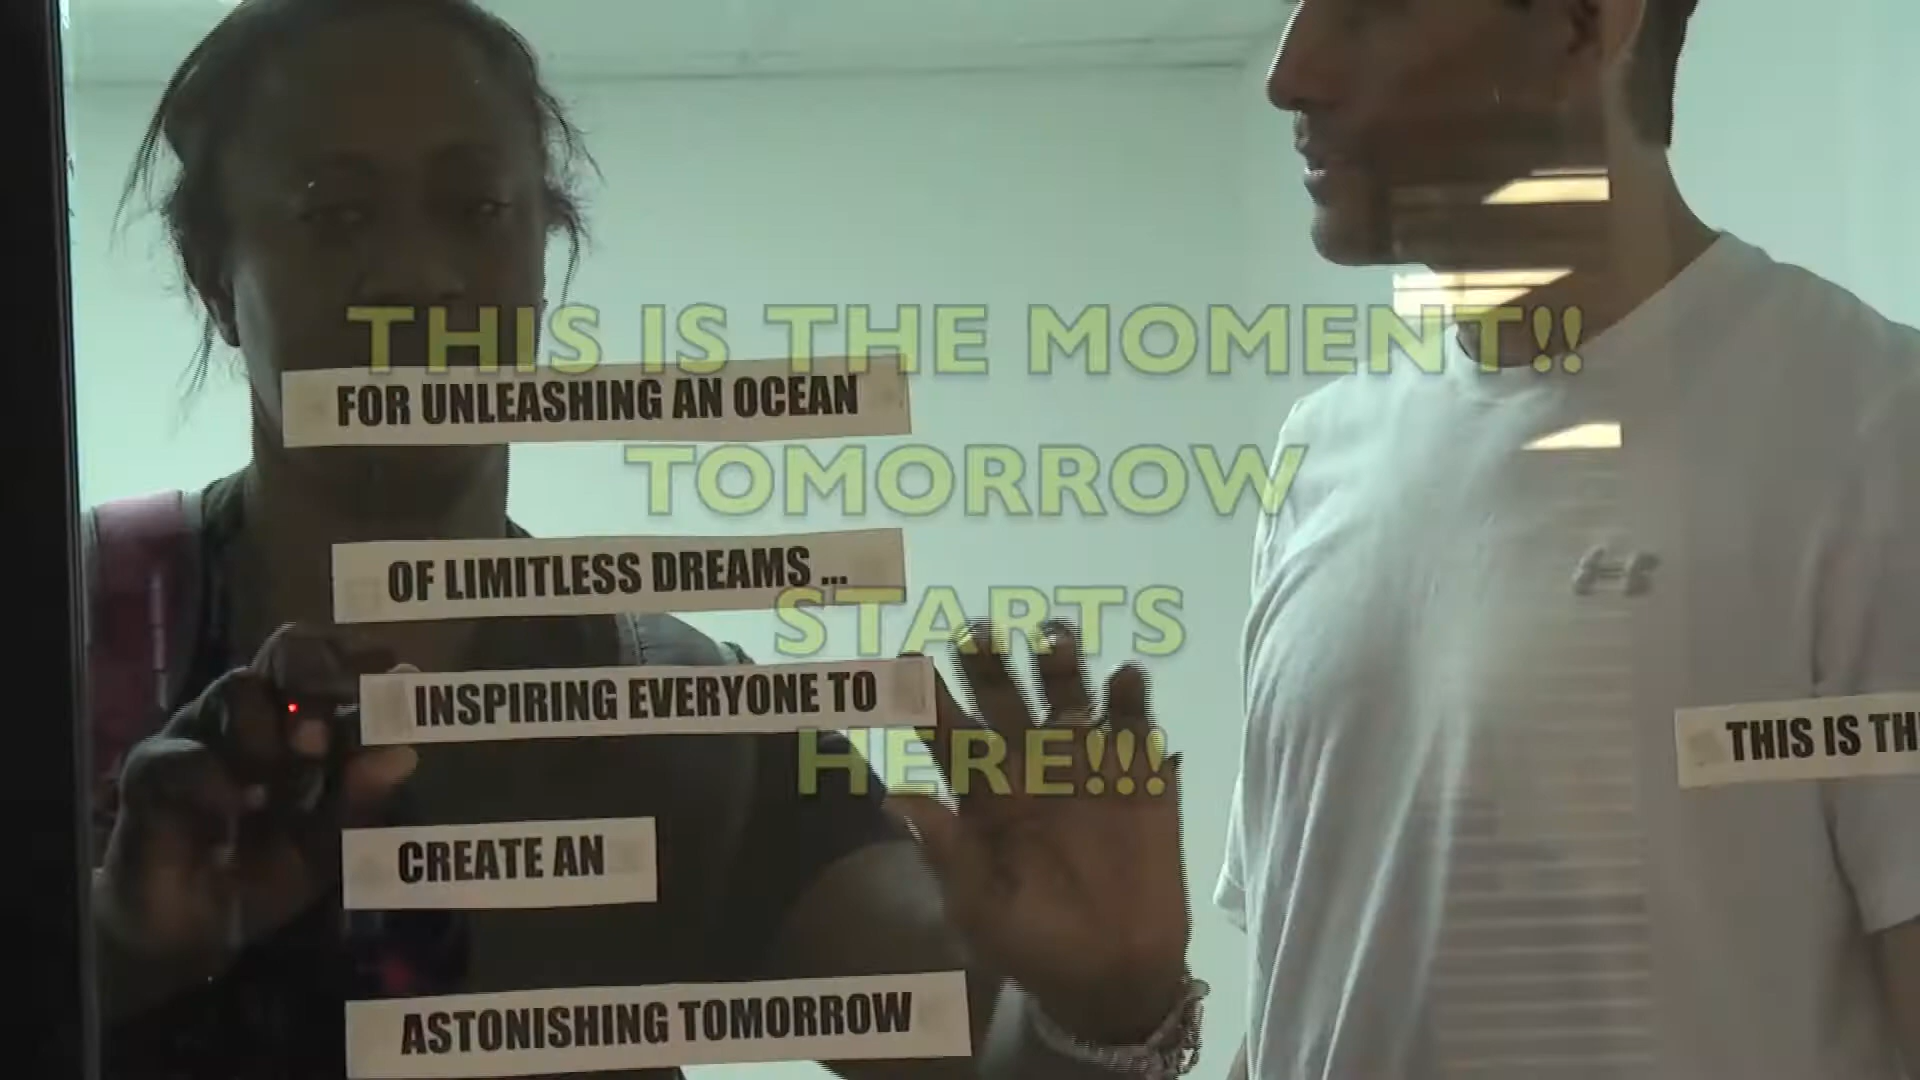 THIS IS THE MOMENT!!
TOMORROW
STARTS
HERE!!!
FOR UNLEASHING AN OCEAN
OF LIMITLESS DREAMS ...
INSPIRING EVERYONE TO
CREATE AN
ASTONISHING TOMORROW
THIS IS TH